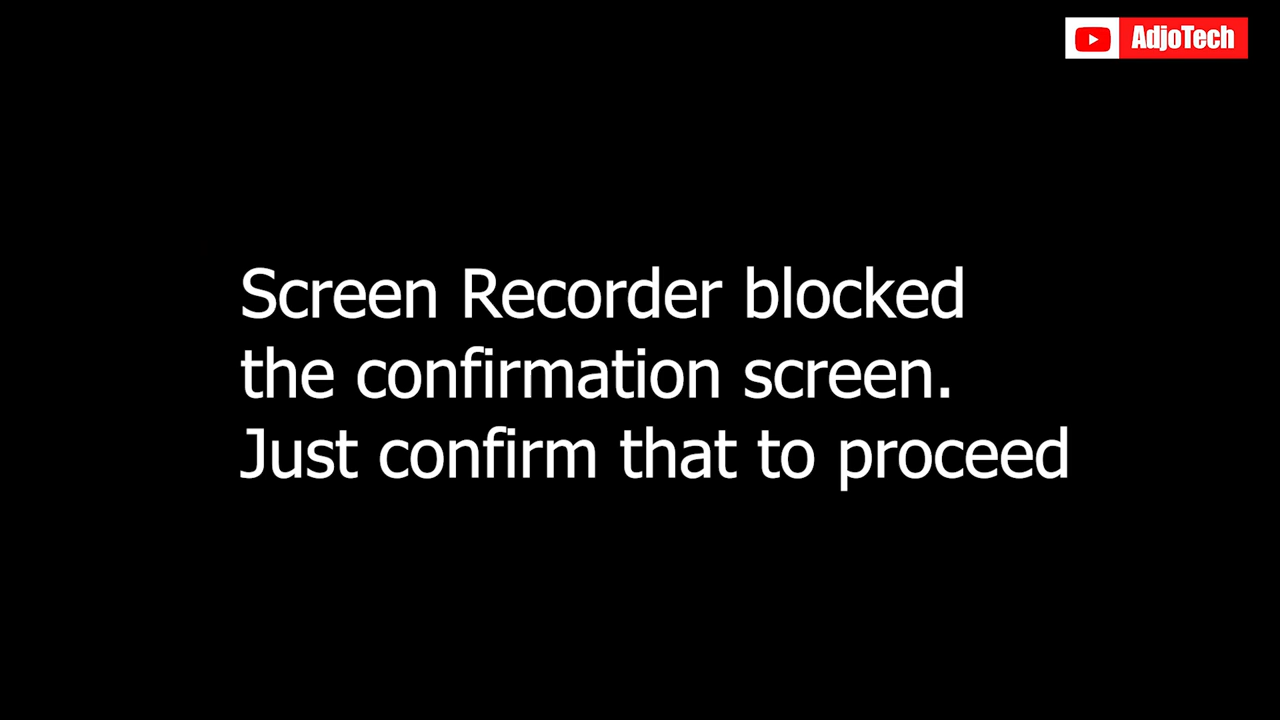 AdjoTech
Screen Recorder blocked
the confirmation screen.
Just confirm that to proceed